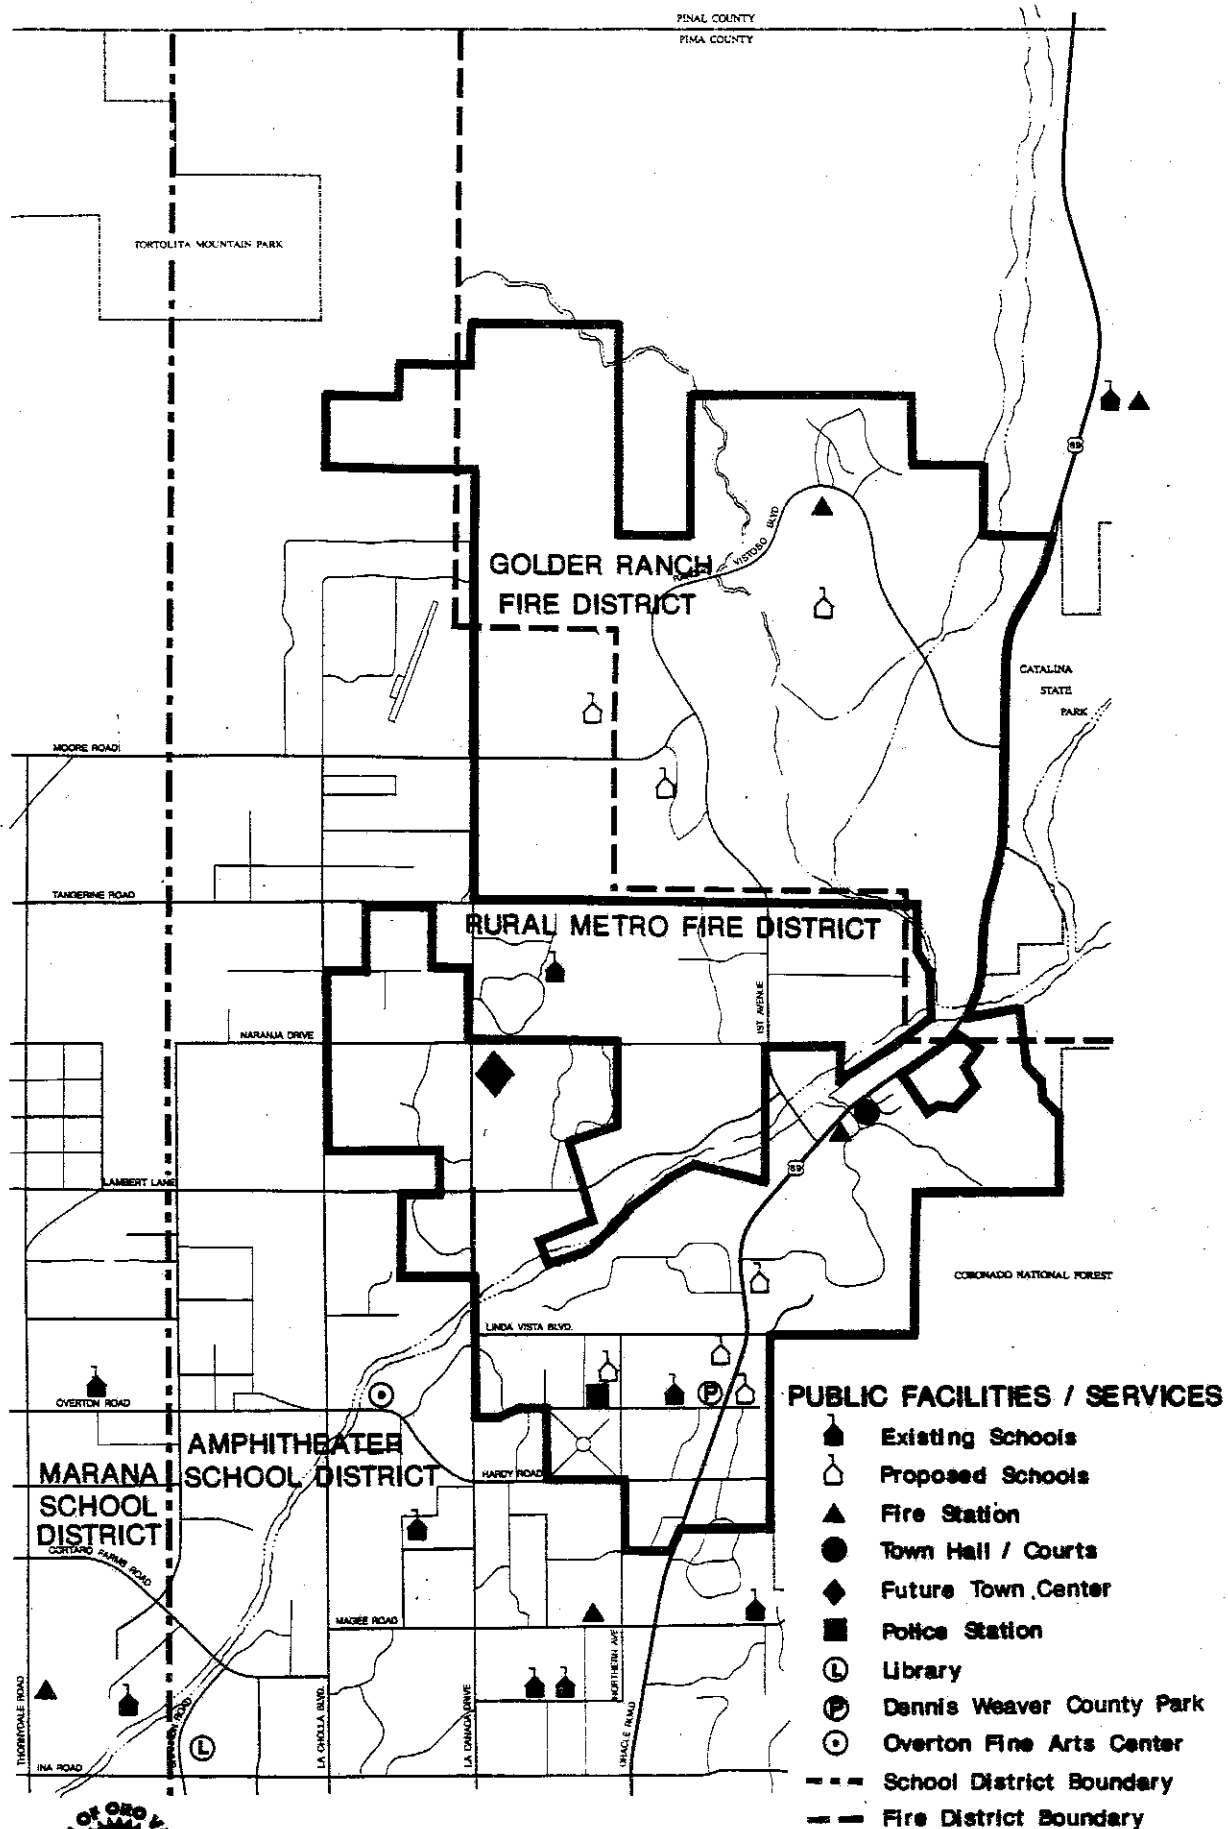 PINAL COUNTY
PIMA COUNTY
TORTOLITA MOUNTAIN PARK
89
GOLDER RANCH
FIRE DISTRICT
VISTOSO BLVD
CATALINA
STATE
PARK
MOORE ROAD
TANGERINE ROAD
RURAL METRO FIRE DISTRICT
1ST AVENUE
NARANJA DRIVE
LAMBERT LANE
89
CORONADO NATIONAL FOREST
LINDA VISTA BLVD.
OVERTON ROAD
P
AMPHITHEATER
SCHOOL DISTRICT
MARANA
SCHOOL
DISTRICT
HARDY ROAD
CORTARO FARMS ROAD
MAGEE ROAD
THORNYDALE ROAD
LA CHOLLA BLVD.
LA CANADA DRIVE
NORTHERN AVE
ORACLE ROAD
L
INA ROAD
PUBLIC FACILITIES / SERVICES
Existing Schools
Proposed Schools
Fire Station
Town Hall / Courts
Future Town Center
Police Station
L Library
P Dennis Weaver County Park
Overton Fine Arts Center
School District Boundary
Fire District Boundary
OF ORO V